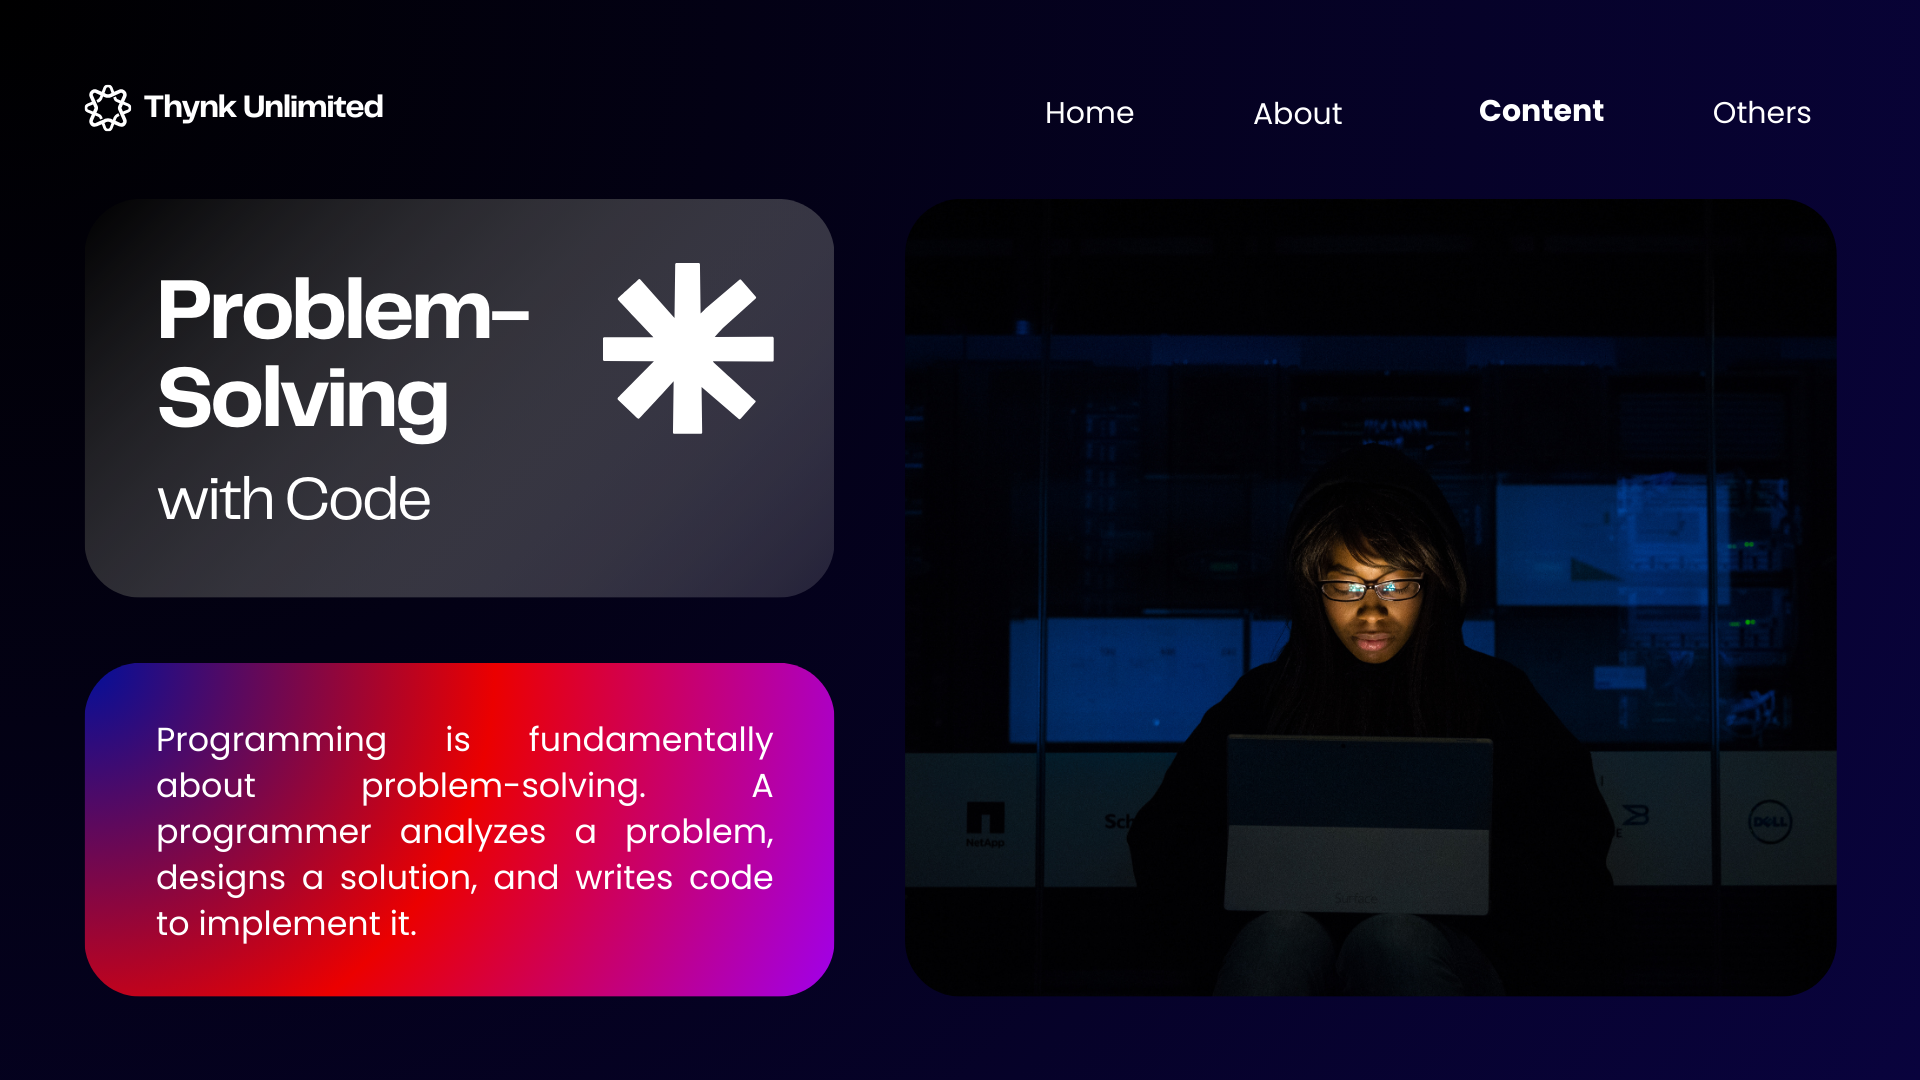 Thynk Unlimited
Home About Content Others
Problem-
Solving
with Code
Programming is fundamentally
about problem-solving. A
programmer analyzes a problem,
designs a solution, and writes code
to implement it.
NetApp
DELL
Surface